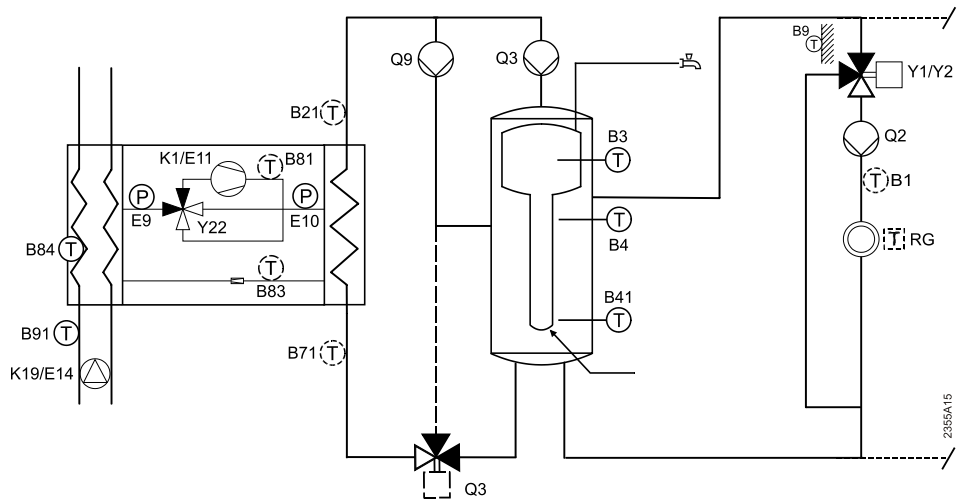 B9
T
Q9
Q3
Y1/Y2
B21
T
Q2
K1/E11
T
B81
B3
T
T
B1
P
P
E9
E10
Y22
T
B4
B84
T
T
RG
T
B83
B41
T
B91
T
B71
T
K19/E14
2355A15
Q3